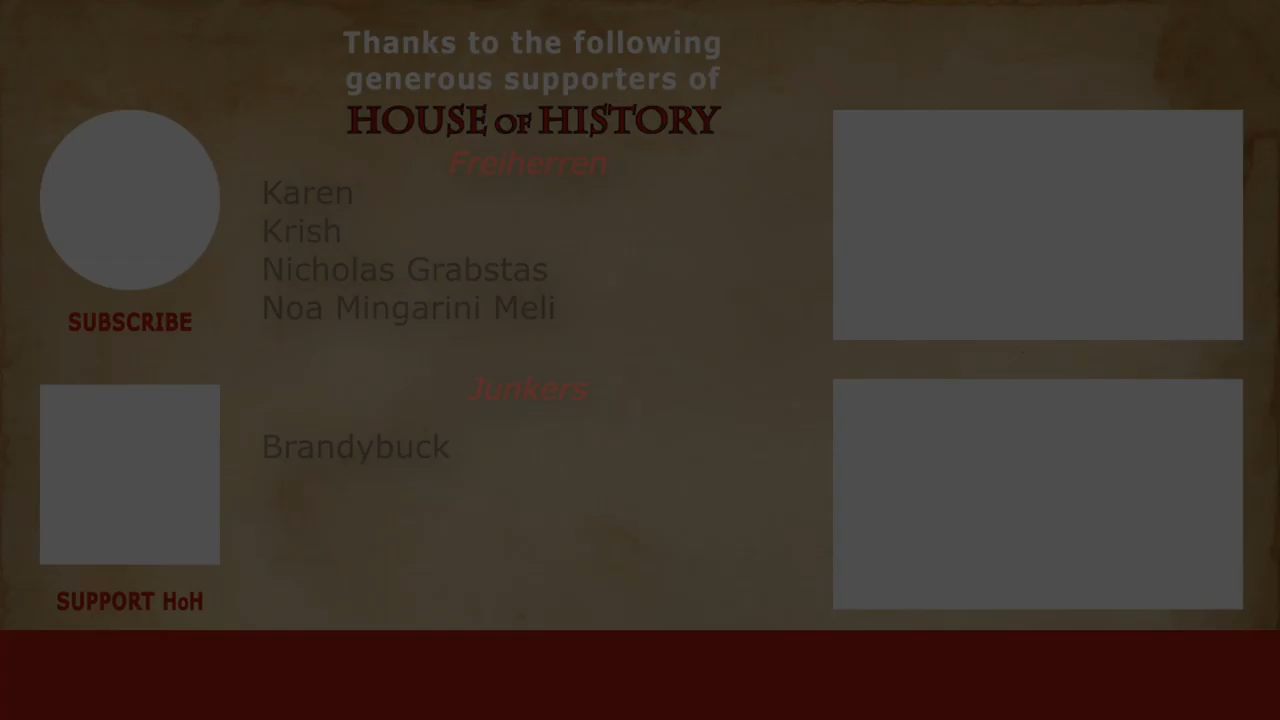 Thanks to the following
generous supporters of
HOUSE OF HISTORY
Freiherren
Karen
Krish
Nicholas Grabstas
Noa Mingarini Meli
SUBSCRIBE
Junkers
Brandybuck
SUPPORT HoH